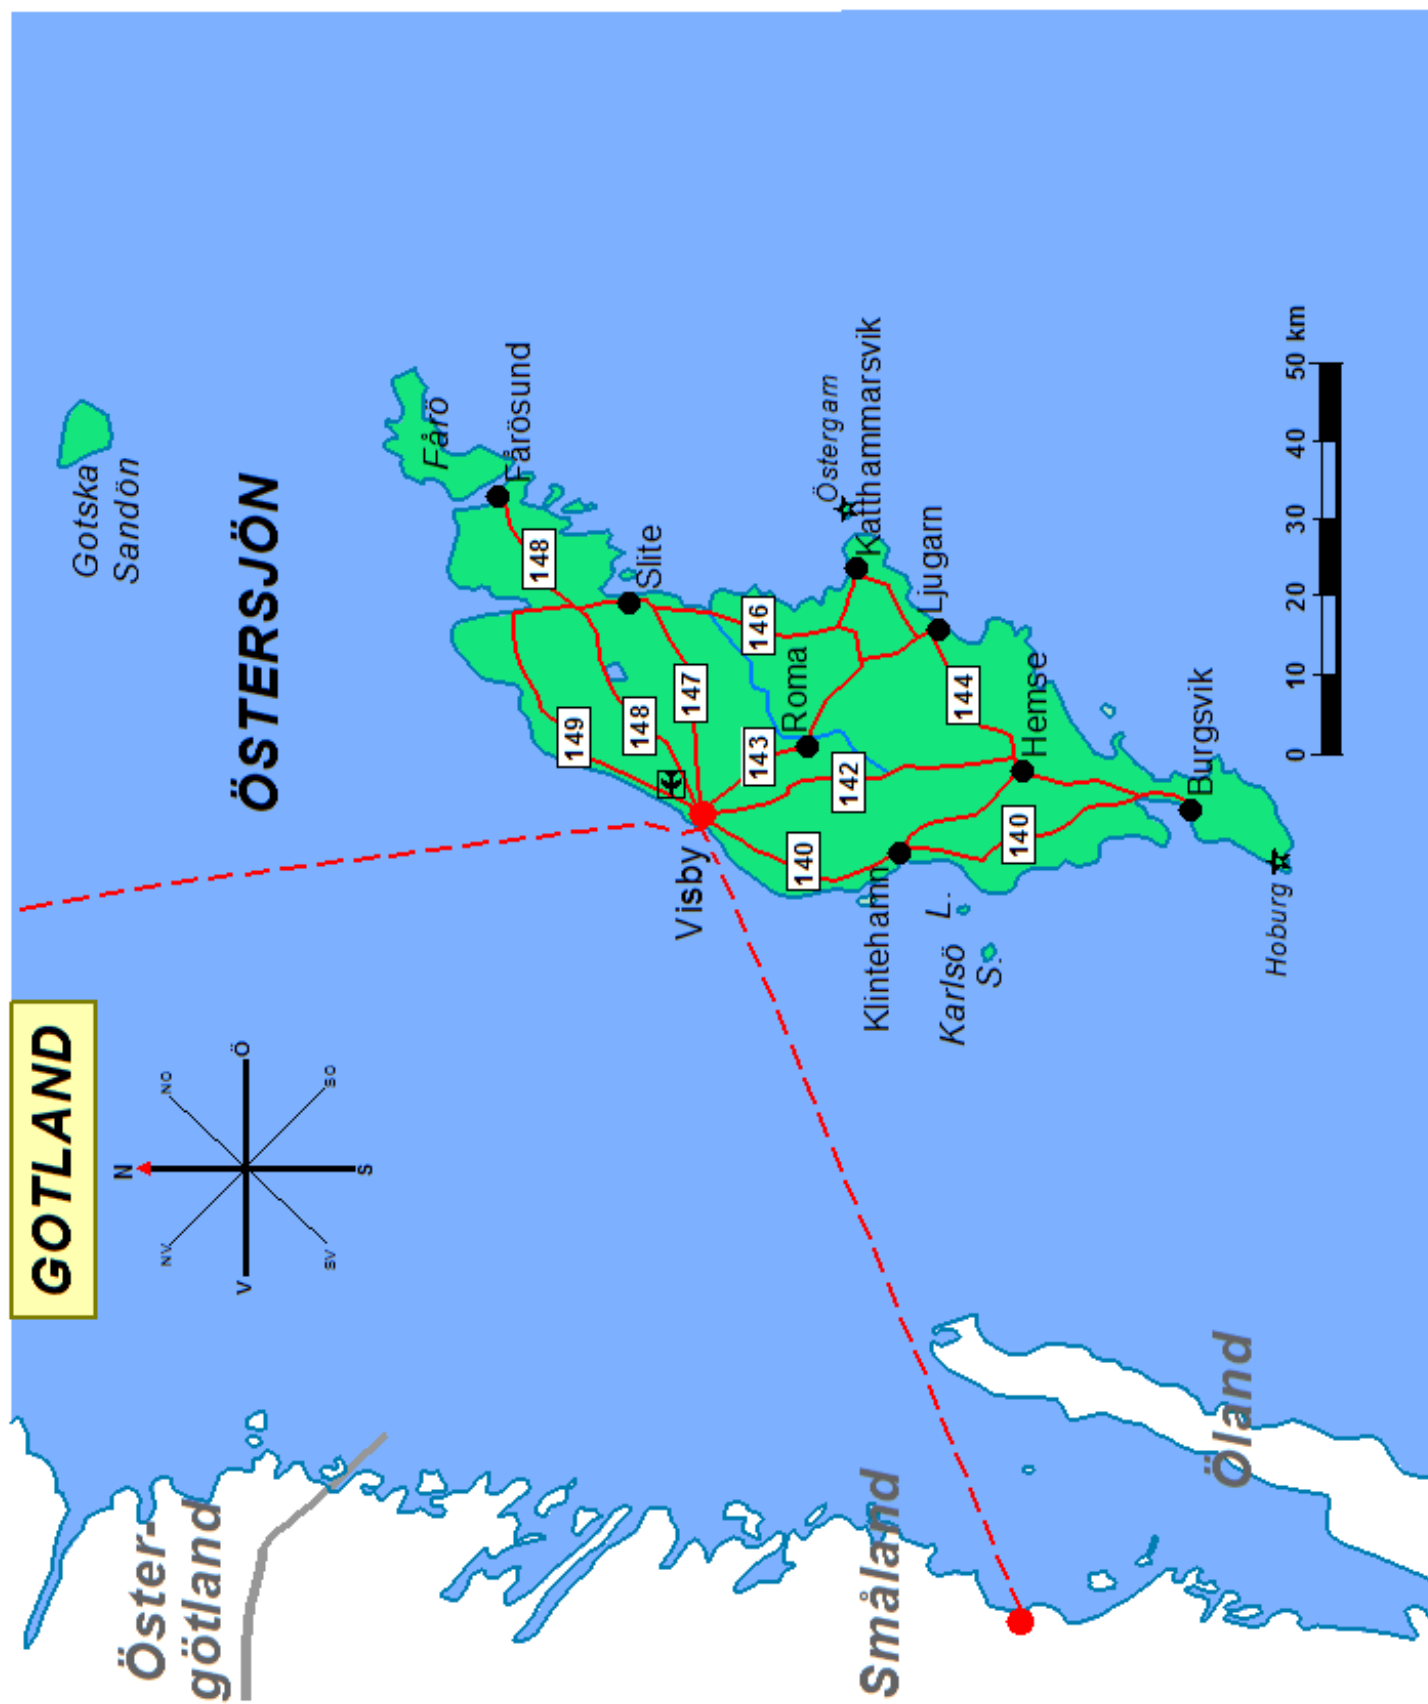 GOTLAND
Gotska
Sandön
N
NV
NO
V
Ö
SV
SO
S
Öster-
götland
ÖSTERSJÖN
Fårö
Fårösund
148
149
148
Slite
147
Visby
143
146
Roma
140
142
Östergarn
Katthammarsvik
Klintehamn
Småland
Ljugarn
L.
Karlsö
S.
144
140
Hemse
Burgsvik
Öland
Hoburg
0
10
20
30
40
50 km